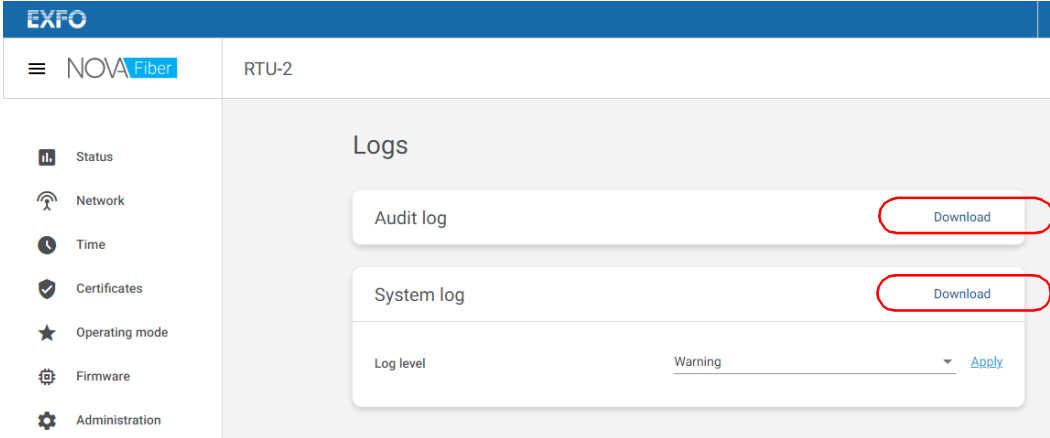 EXFO
NOVA Fiber
RTU-2
Status
Network
Time
Certificates
Operating mode
Firmware
Administration
Logs
Audit log
Download
System log
Download
Log level
Warning
Apply